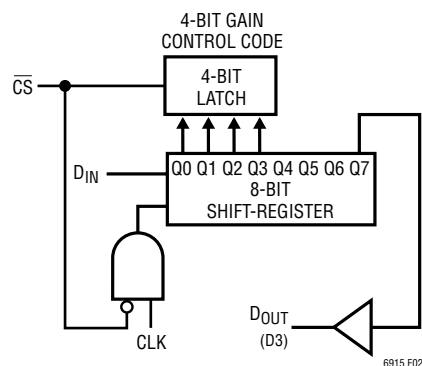 4-BIT GAIN
CONTROL CODE
CS
4-BIT
LATCH
DIN
Q0 Q1 Q2 Q3 Q4 Q5 Q6 Q7
8-BIT
SHIFT-REGISTER
CLK
DOUT
(D3)
6915 F02